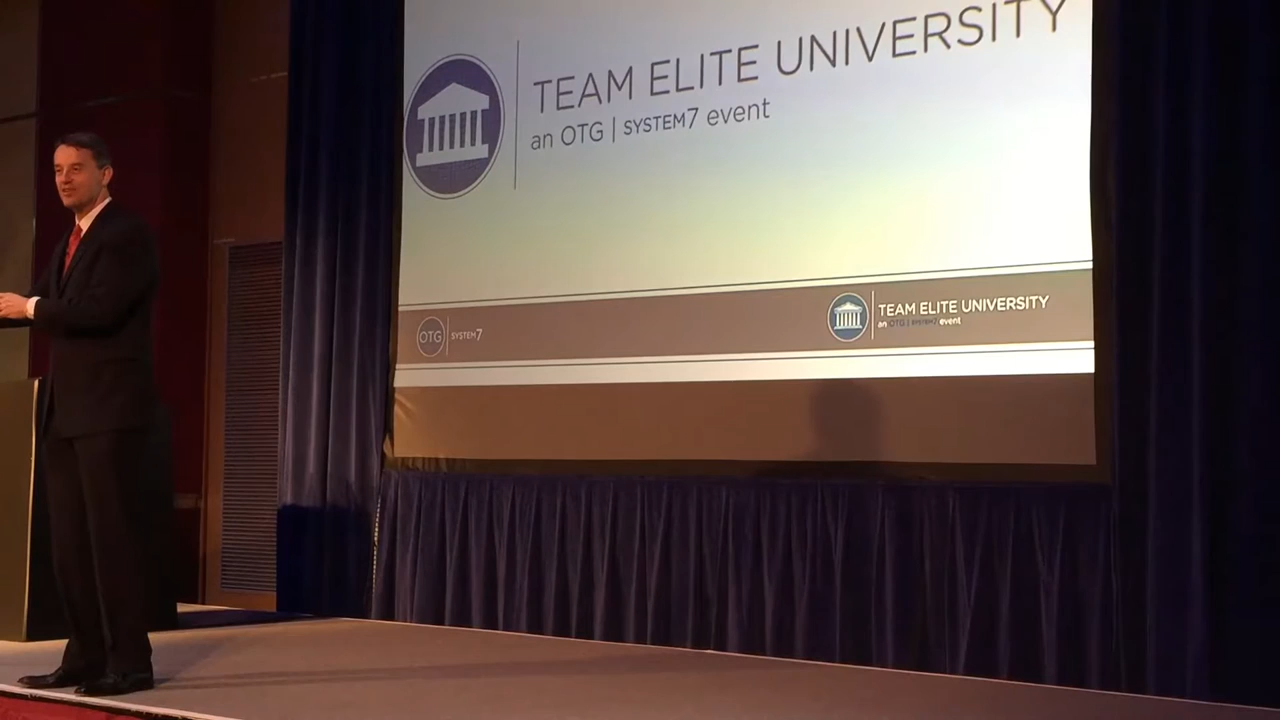 TEAM ELITE UNIVERSITY
an OTG | SYSTEM7 event
OTG | SYSTEM7
TEAM ELITE UNIVERSITY
an OTG | SYSTEM7 event